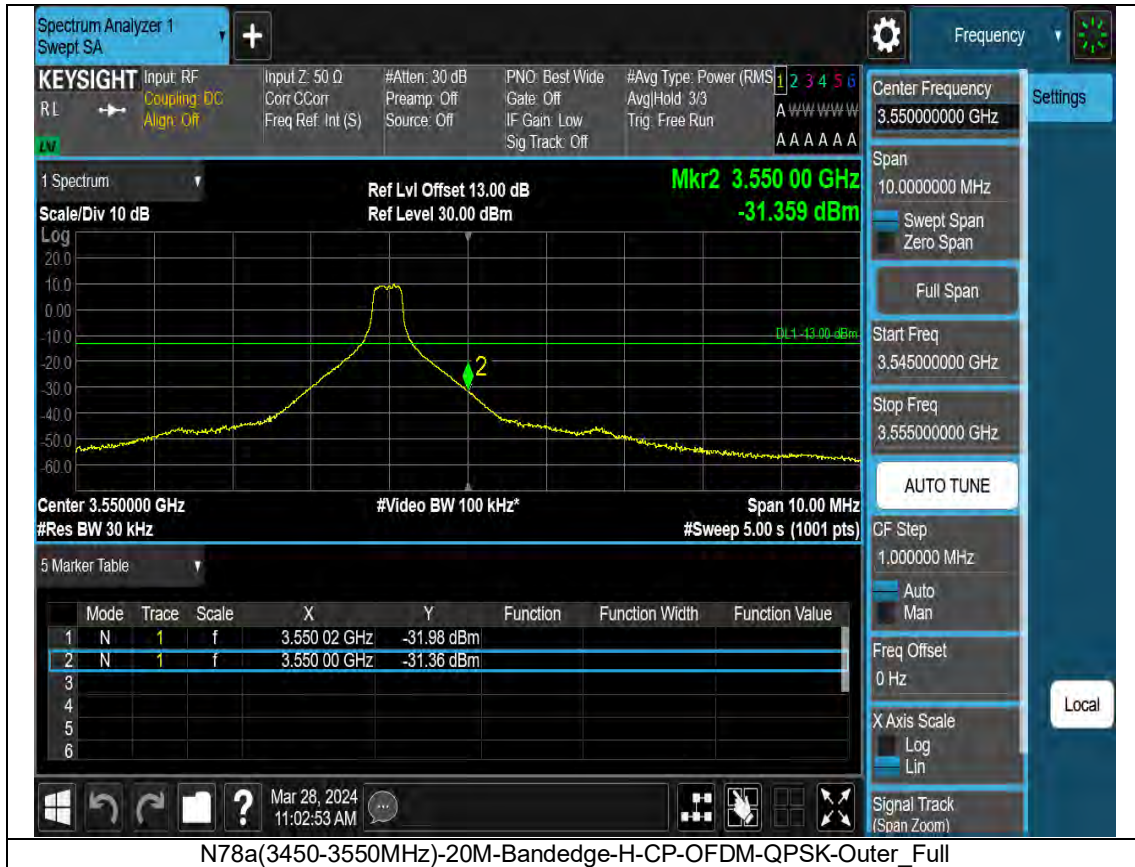 Spectrum Analyzer 1
Swept SA
Frequency
KEYSIGHT
Input: RF
Coupling: DC
Align: Off
Input Z: 50 Ω
Corr CCorr
Freq Ref: Int (S)
#Atten: 30 dB
Preamp: Off
Source: Off
PNO: Best Wide
Gate: Off
IF Gain: Low
Sig Track: Off
#Avg Type: Power (RMS
Avg|Hold: 3/3
Trig: Free Run
1 2 3 4 5 6
A W W W W W
A A A A A A
R L
Center Frequency
3.550000000 GHz
Settings
1 Spectrum
Ref Lvl Offset 13.00 dB
Mkr2 3.550 00 GHz
Scale/Div 10 dB
Ref Level 30.00 dBm
-31.359 dBm
Log
20.0
10.0
0.00
-10.0
-20.0
-30.0
-40.0
-50.0
-60.0
DL1 -13.00 dBm
2
Center 3.550000 GHz
#Video BW 100 kHz*
Span 10.00 MHz
#Res BW 30 kHz
#Sweep 5.00 s (1001 pts)
Span
10.0000000 MHz
Swept Span
Zero Span
Full Span
Start Freq
3.545000000 GHz
Stop Freq
3.555000000 GHz
AUTO TUNE
CF Step
1.000000 MHz
Auto
Man
Freq Offset
0 Hz
X Axis Scale
Log
Lin
Signal Track
(Span Zoom)
Local
5 Marker Table
Mode Trace Scale X Y Function Function Width Function Value
1 N 1 f 3.550 02 GHz -31.98 dBm
2 N 1 f 3.550 00 GHz -31.36 dBm
3
4
5
6
?
Mar 28, 2024
11:02:53 AM
N78a(3450-3550MHz)-20M-Bandedge-H-CP-OFDM-QPSK-Outer_Full